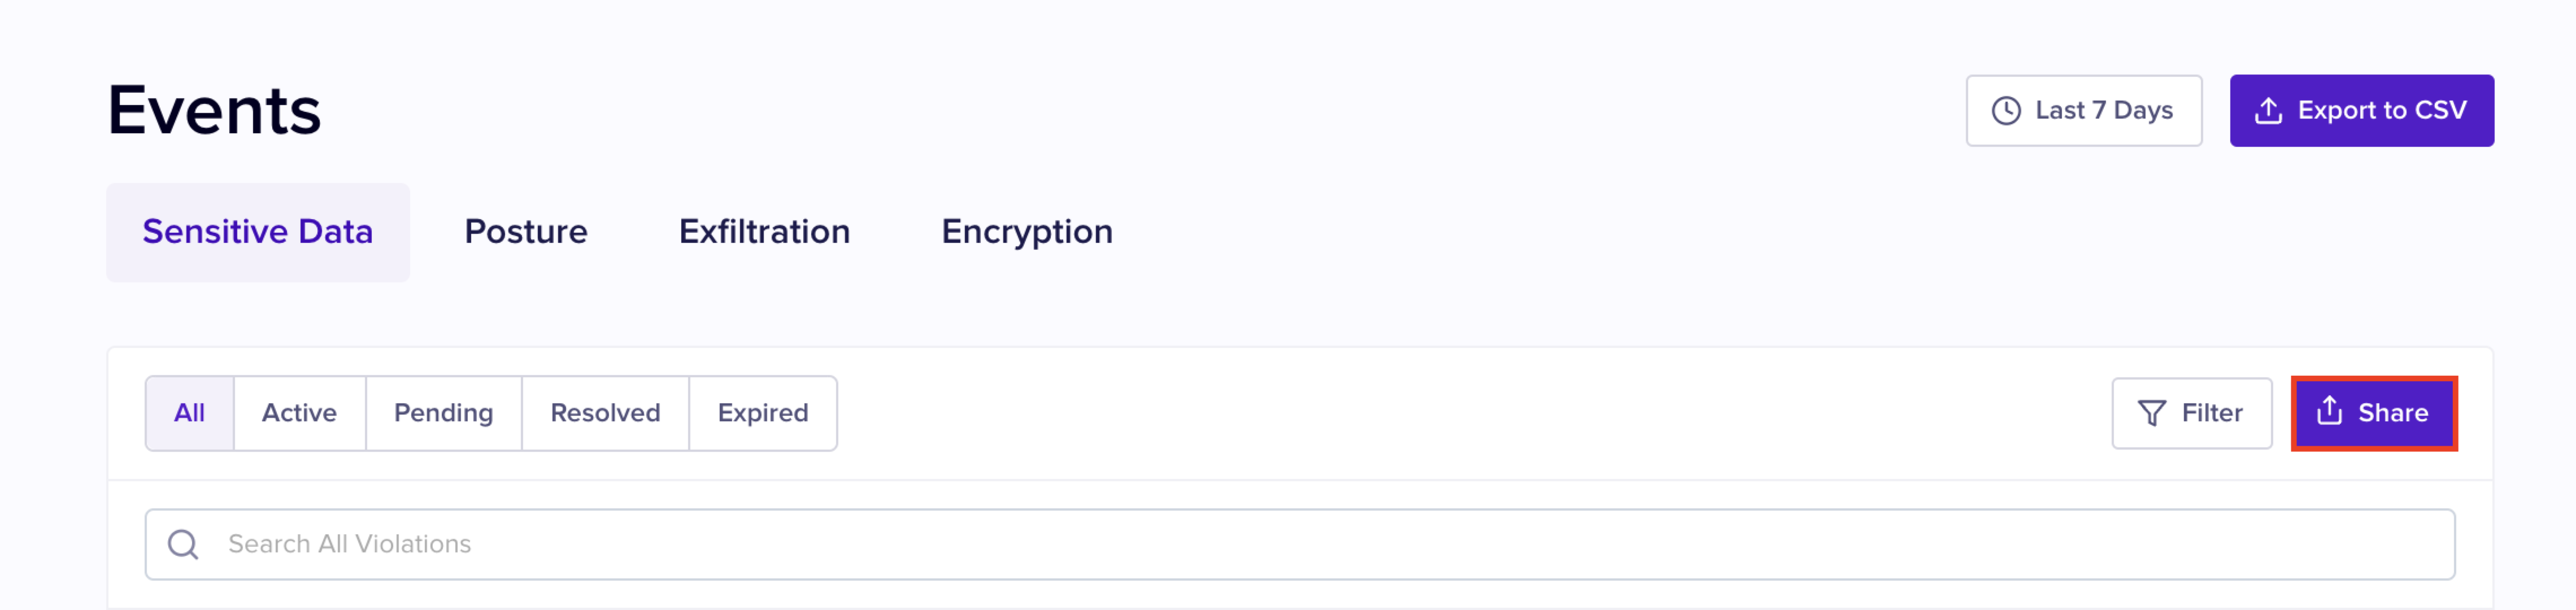 Events
Last 7 Days
Export to CSV
Sensitive Data
Posture
Exfiltration
Encryption
All
Active
Pending
Resolved
Expired
Filter
Share
Search All Violations